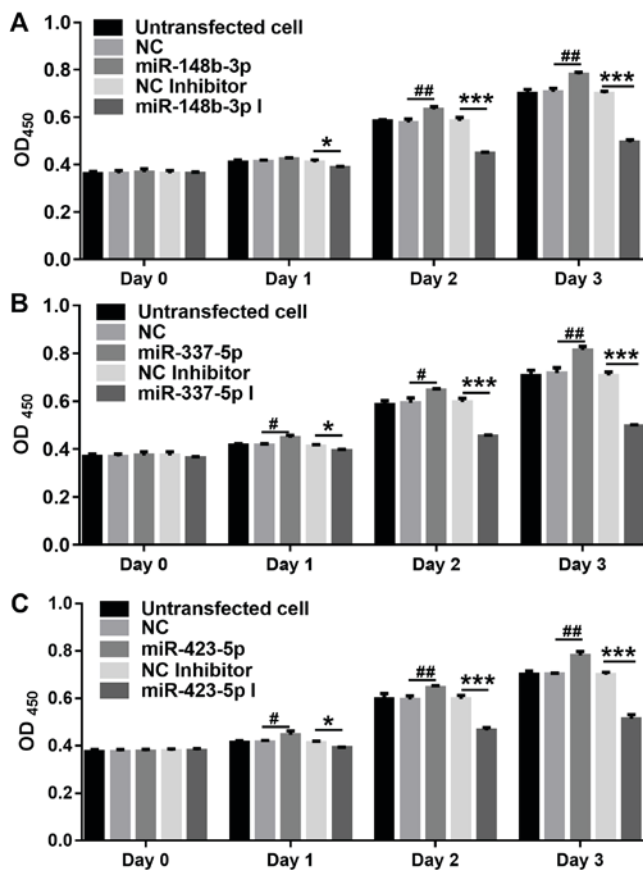 A
1.0
0.8
0.6
0.4
0.2
0.0
OD450
Untransfected cell
NC
miR-148b-3p
NC Inhibitor
miR-148b-3p I
*
##
***
##
***
Day 0
Day 1
Day 2
Day 3
B
1.0
0.8
0.6
0.4
0.2
0.0
OD 450
Untransfected cell
NC
miR-337-5p
NC Inhibitor
miR-337-5p I
#
*
#
***
##
***
Day 0
Day 1
Day 2
Day 3
C
1.0
0.8
0.6
0.4
0.2
0.0
OD 450
Untransfected cell
NC
miR-423-5p
NC Inhibitor
miR-423-5p I
#
*
##
***
##
***
Day 0
Day 1
Day 2
Day 3